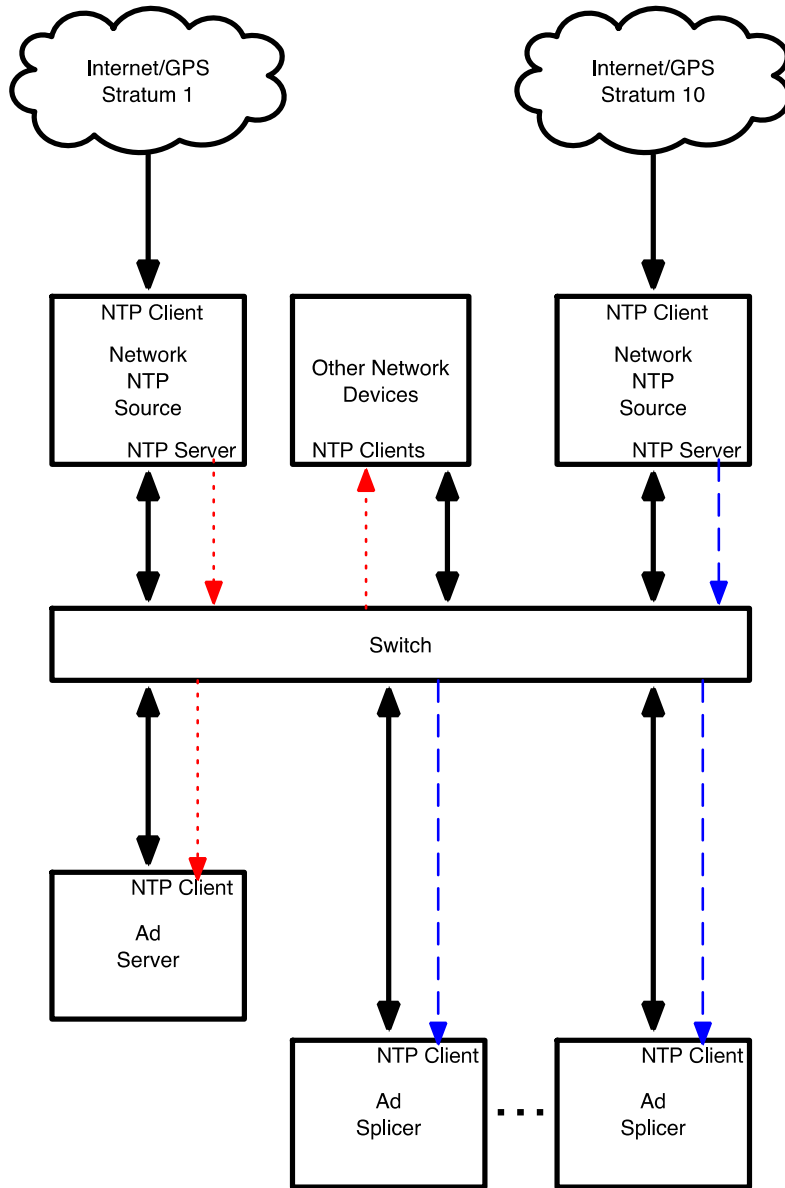 Internet/GPS
Stratum 1
Internet/GPS
Stratum 10
NTP Client
Network
NTP
Source
NTP Server
Other Network
Devices
NTP Clients
NTP Client
Network
NTP
Source
NTP Server
Switch
NTP Client
Ad
Server
NTP Client
Ad
Splicer
NTP Client
Ad
Splicer